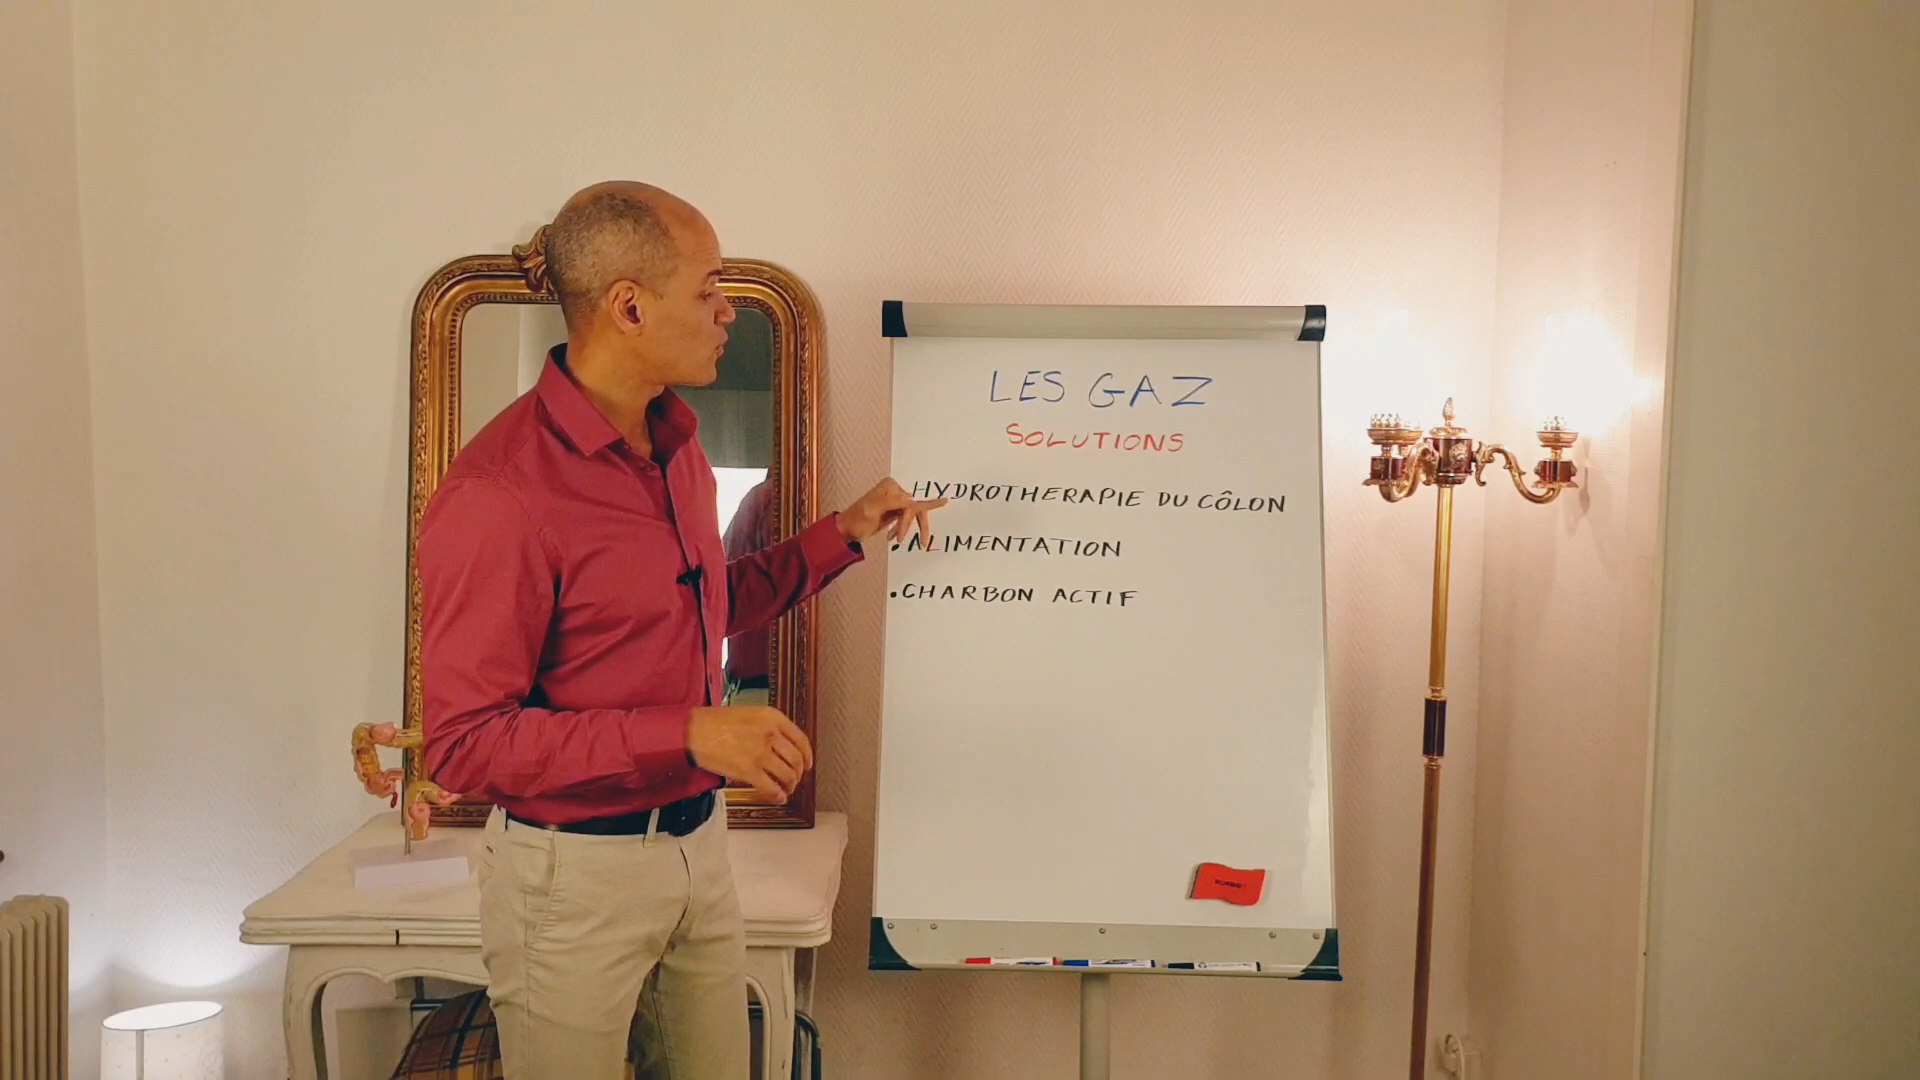 LES GAZ
SOLUTIONS
HYDROTHERAPIE DU CÔLON
•ALIMENTATION
•CHARBON ACTIF